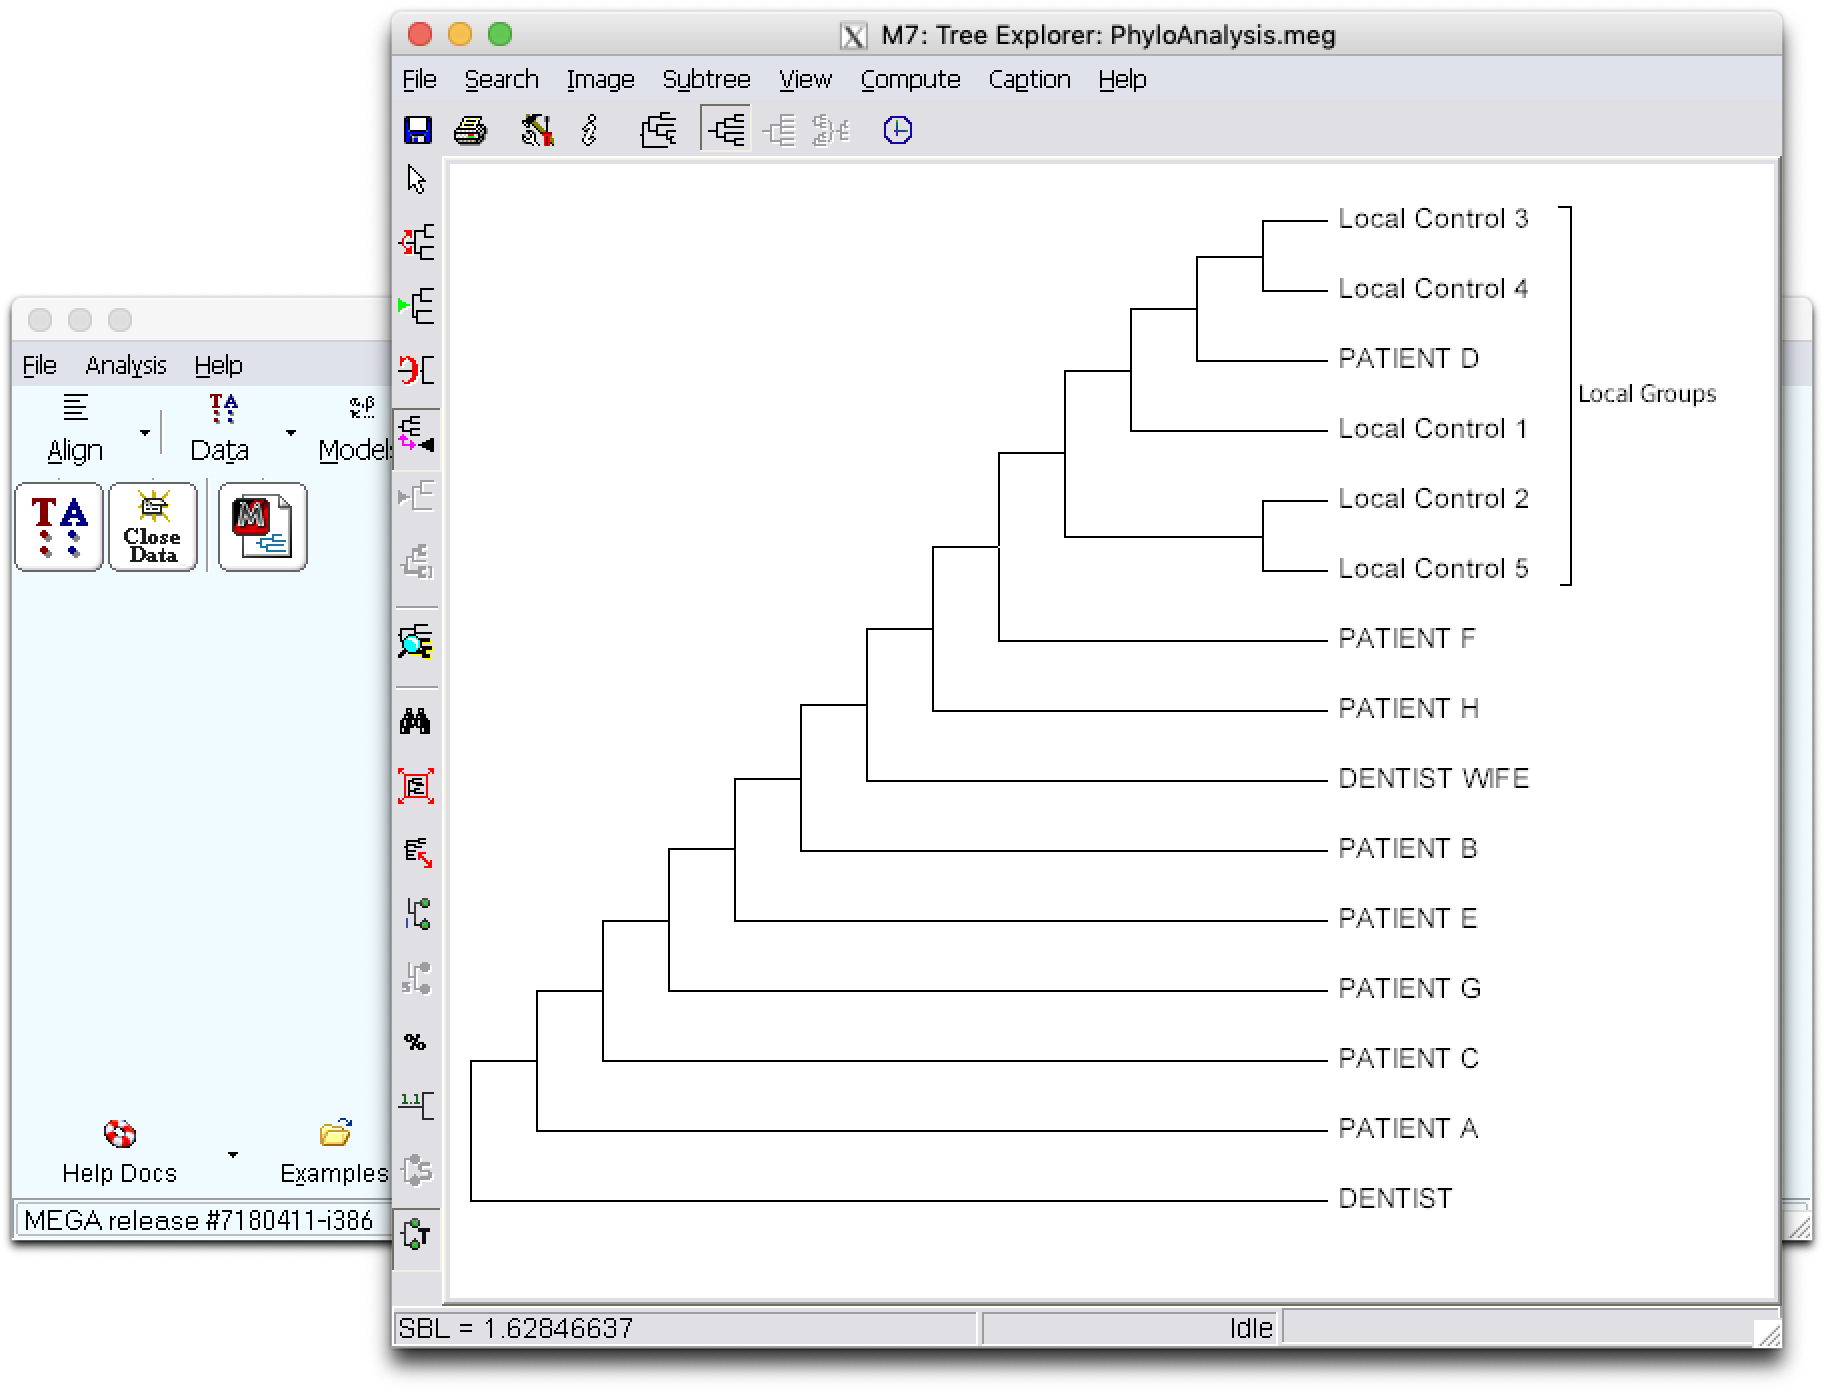 M7: Tree Explorer: PhyloAnalysis.meg
File Search Image Subtree View Compute Caption Help
Local Control 3
Local Control 4
PATIENT D
Local Groups
Local Control 1
Local Control 2
Local Control 5
PATIENT F
PATIENT H
DENTIST WIFE
PATIENT B
PATIENT E
PATIENT G
PATIENT C
PATIENT A
DENTIST
%
1.1
SBL = 1.62846637 Idle
File Analysis Help
Align Data Models
T A Close Data M
Help Docs Examples
MEGA release #7180411-i386